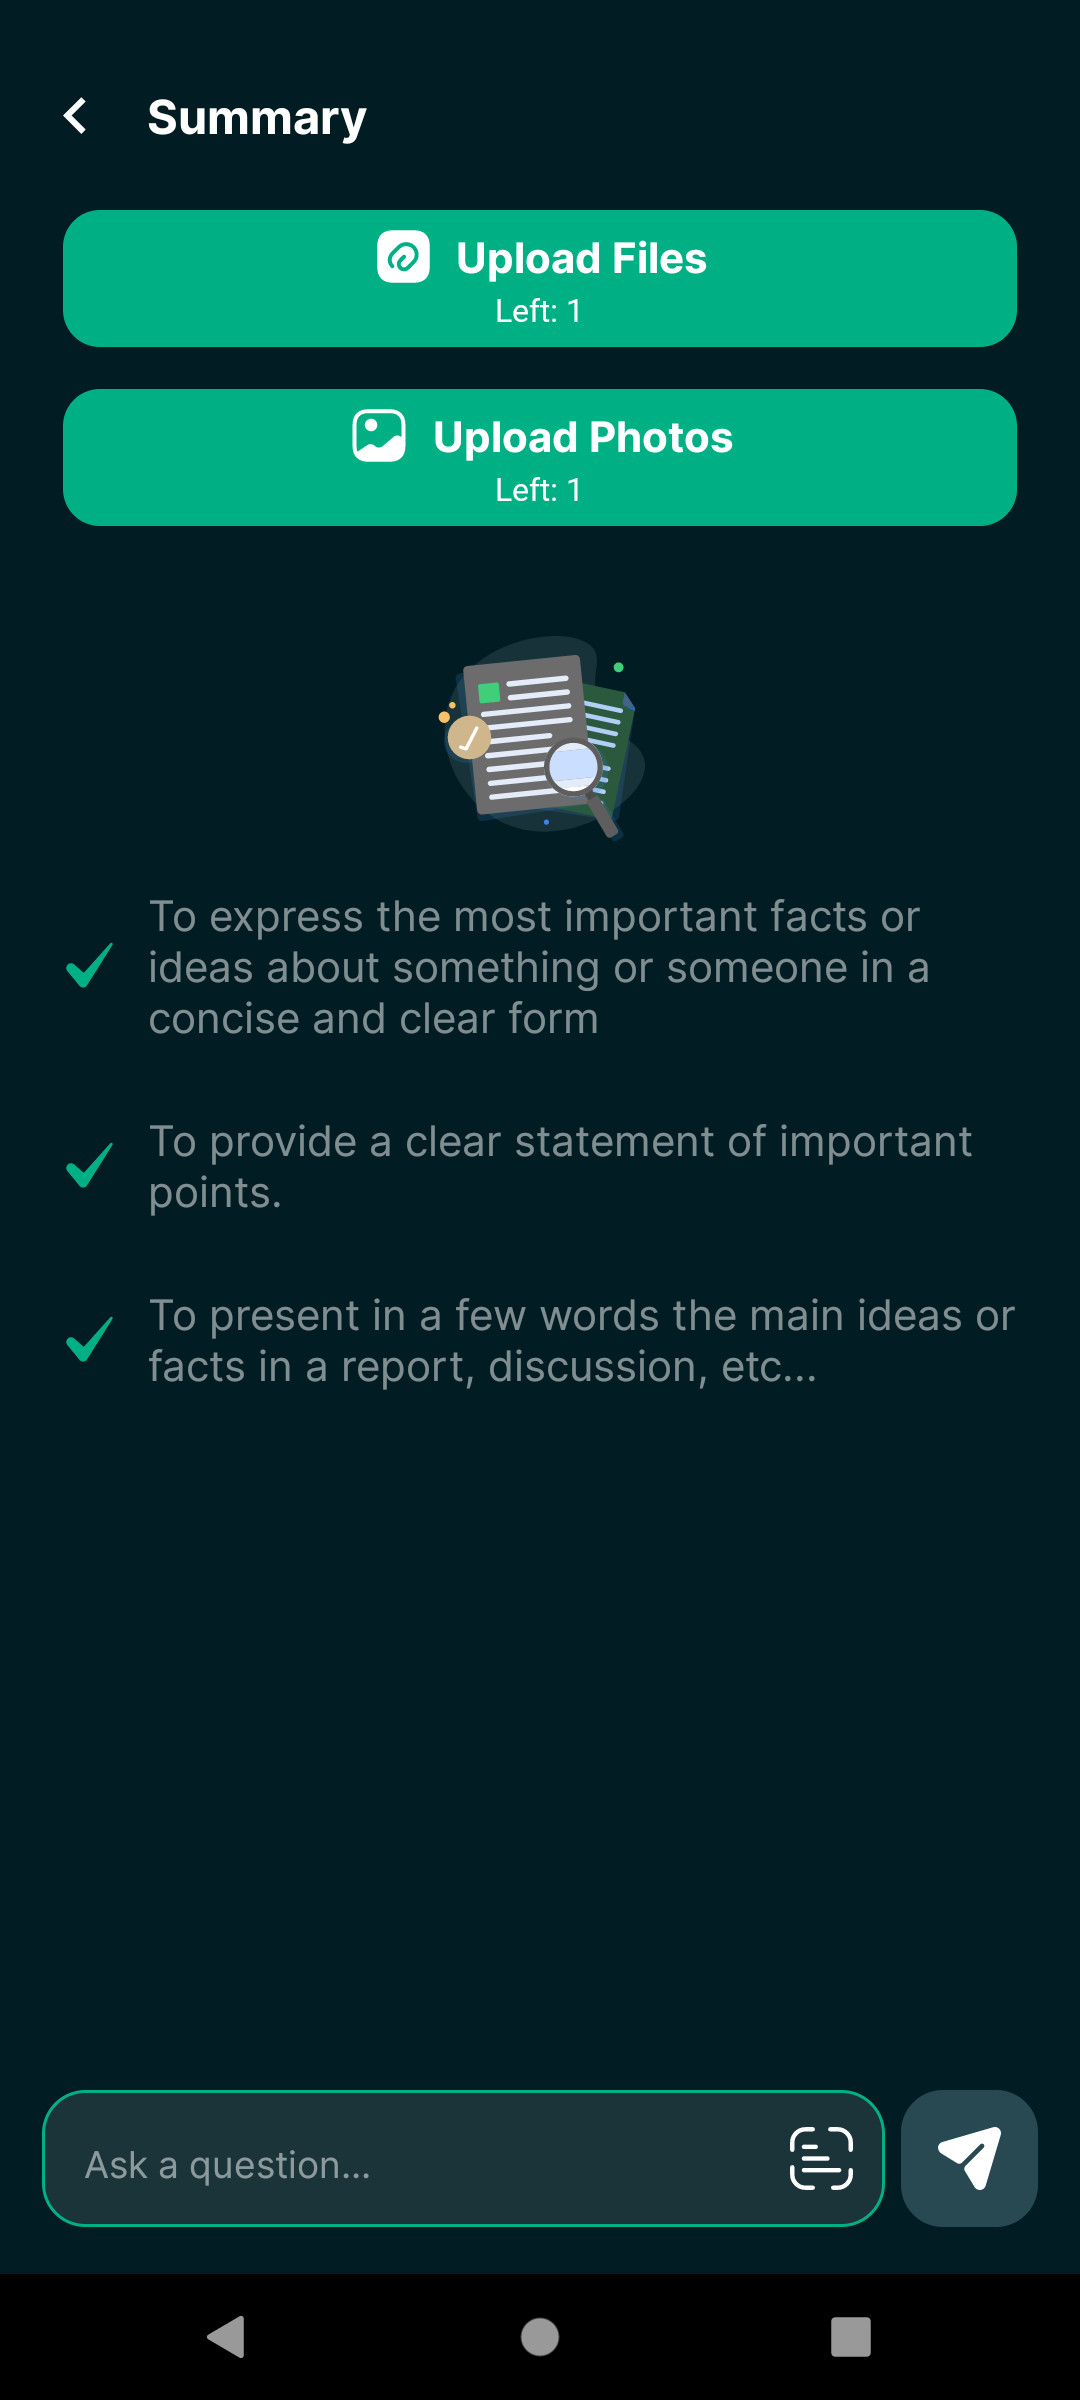 Summary
Upload Files
Left: 1
Upload Photos
Left: 1
To express the most important facts or
ideas about something or someone in a
concise and clear form
To provide a clear statement of important
points.
To present in a few words the main ideas or
facts in a report, discussion, etc...
Ask a question...